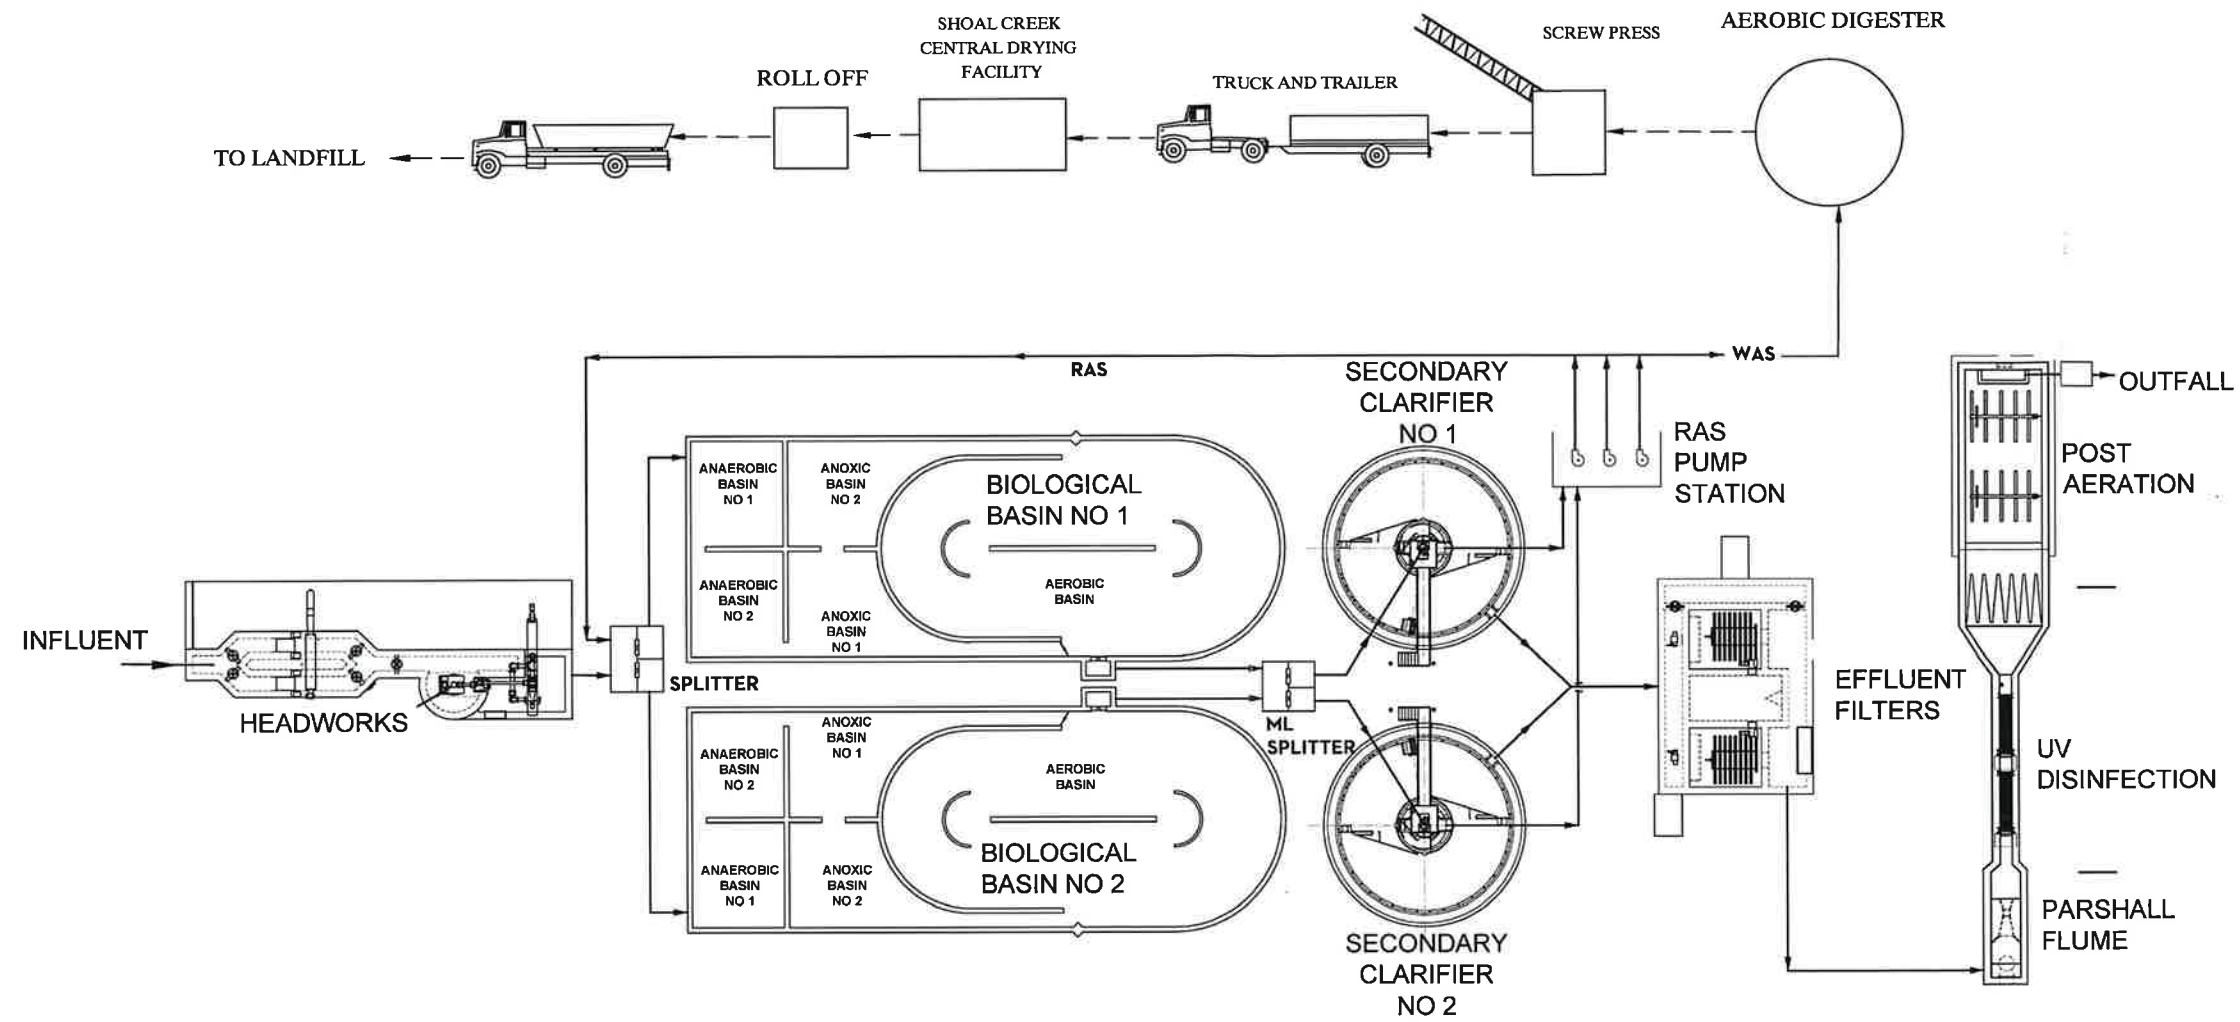 SHOAL CREEK
CENTRAL DRYING
FACILITY
ROLL OFF
TRUCK AND TRAILER
SCREW PRESS
AEROBIC DIGESTER
TO LANDFILL
RAS
WAS
SECONDARY
CLARIFIER
NO 1
RAS
PUMP
STATION
OUTFALL
POST
AERATION
ANAEROBIC
BASIN
NO 1
ANOXIC
BASIN
NO 2
BIOLOGICAL
BASIN NO 1
ANAEROBIC
BASIN
NO 2
ANOXIC
BASIN
NO 1
AEROBIC
BASIN
INFLUENT
HEADWORKS
SPLITTER
ML
SPLITTER
EFFLUENT
FILTERS
UV
DISINFECTION
ANAEROBIC
BASIN
NO 2
ANOXIC
BASIN
NO 1
AEROBIC
BASIN
BIOLOGICAL
BASIN NO 2
ANAEROBIC
BASIN
NO 1
ANOXIC
BASIN
NO 2
SECONDARY
CLARIFIER
NO 2
PARSHALL
FLUME